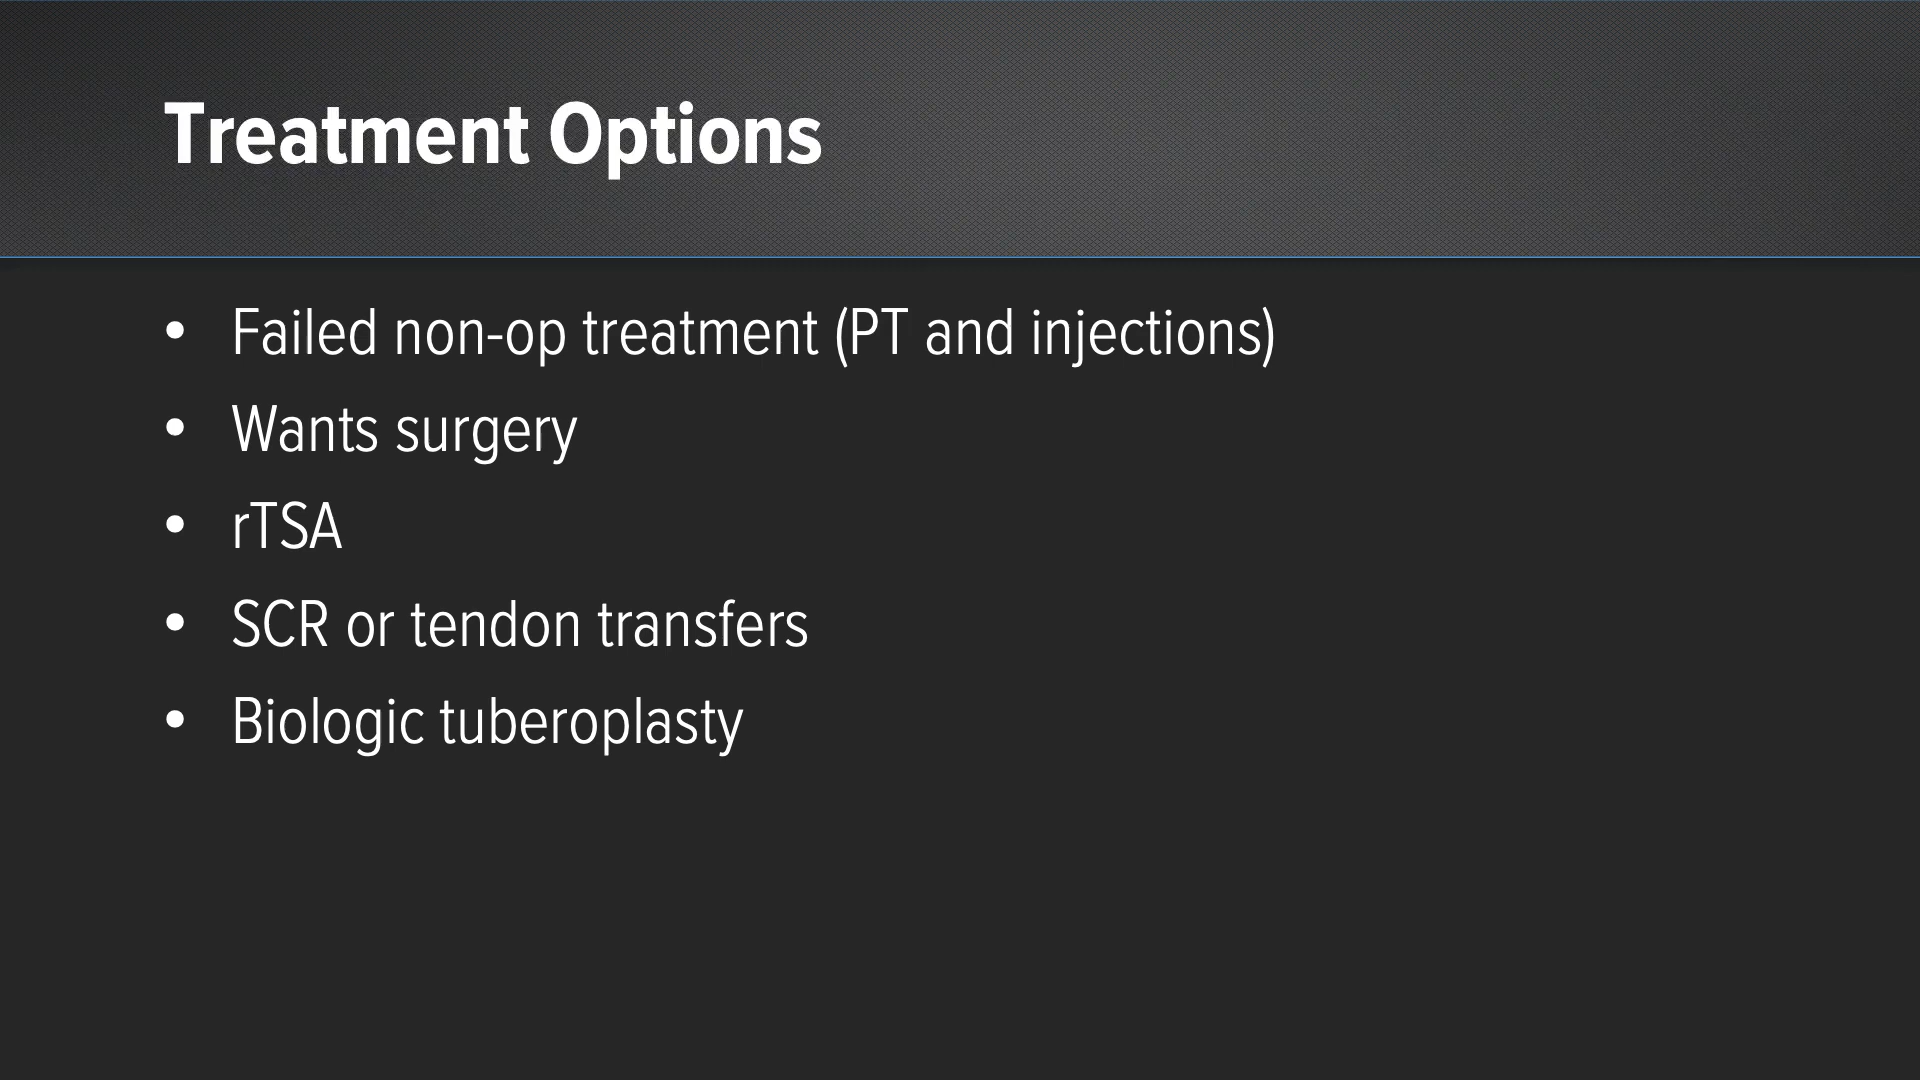 Treatment Options
• Failed non-op treatment (PT and injections)
• Wants surgery
• rTSA
• SCR or tendon transfers
• Biologic tuberoplasty